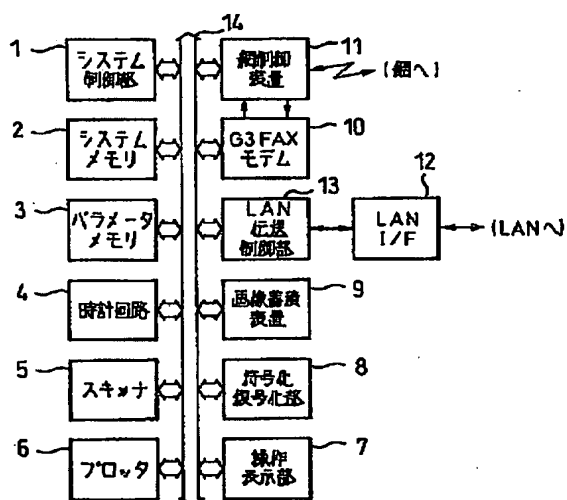 14
1
システム
制御部
11
網制御
装置
(網へ)
2
システム
メモリ
10
G3 FAX
モデム
3
パラメータ
メモリ
13
LAN
伝送
制御部
12
LAN
I/F
(LANへ)
4
時計回路
9
画像蓄積
装置
5
スキャナ
8
符号化
復号化部
6
プロッタ
7
操作
表示部